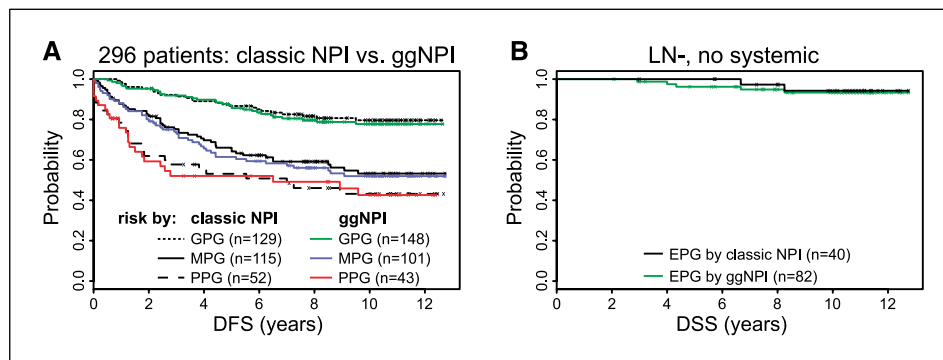 A 296 patients: classic NPI vs. ggNPI
Probability
1.0
0.8
0.6
0.4
0.2
0.0
risk by: classic NPI ggNPI
GPG (n=129) GPG (n=148)
MPG (n=115) MPG (n=101)
PPG (n=52) PPG (n=43)
0 2 4 6 8 10 12
DFS (years)
B LN-, no systemic
Probability
1.0
0.8
0.6
0.4
0.2
0.0
EPG by classic NPI (n=40)
EPG by ggNPI (n=82)
0 2 4 6 8 10 12
DSS (years)